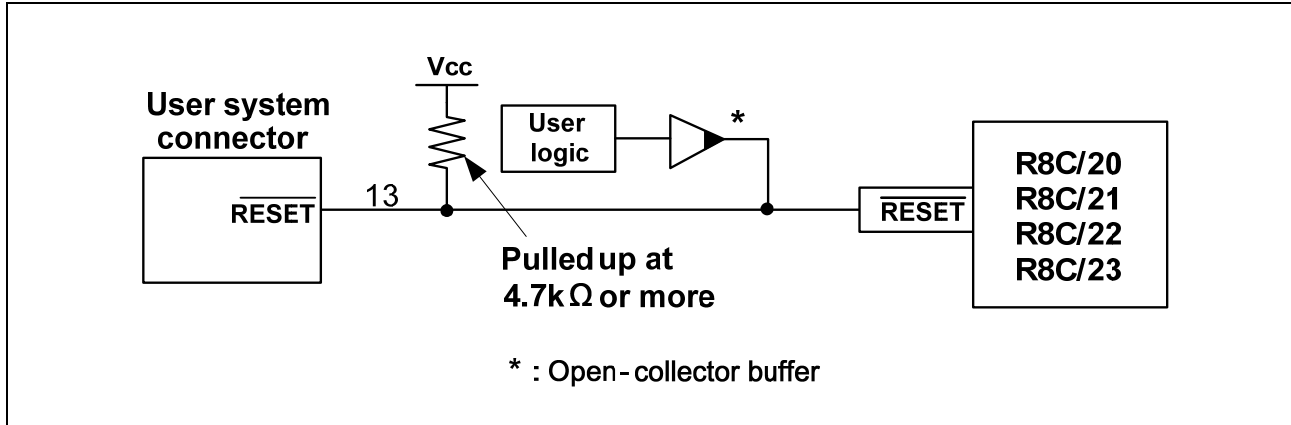 Vcc
User system
connector
User
logic
*
RESET
13
RESET
R8C/20
R8C/21
R8C/22
R8C/23
Pulled up at
4.7kΩ or more
* : Open-collector buffer